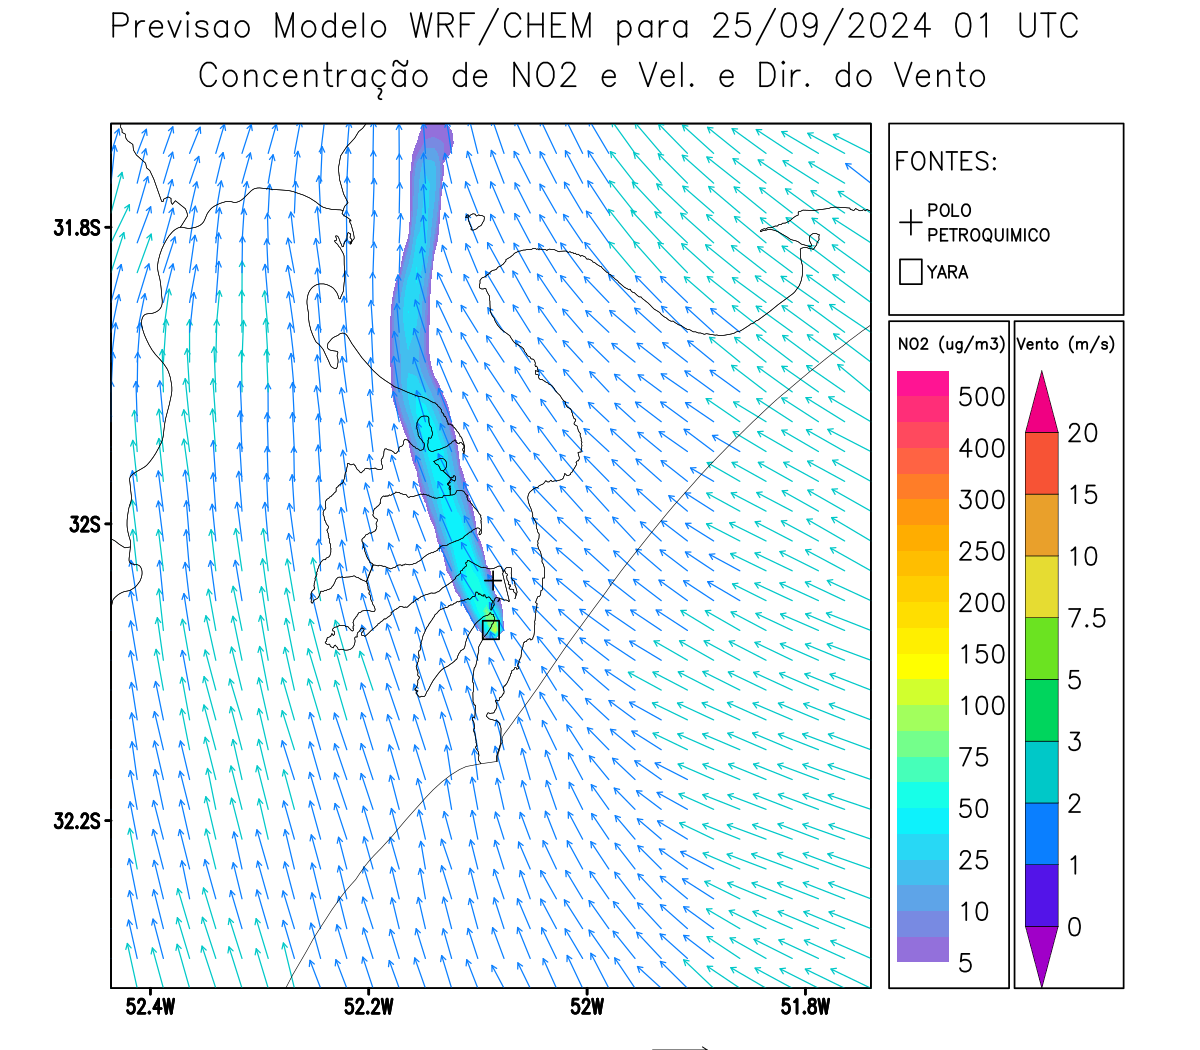 Previsao Modelo WRF/CHEM para 25/09/2024 01 UTC
Concentração de NO2 e Vel. e Dir. do Vento
FONTES:
POLO
PETROQUIMICO
YARA
NO2 (ug/m3)
500
400
300
250
200
150
100
75
50
25
10
5
Vento (m/s)
20
15
10
7.5
5
3
2
1
0
31.8S
32S
32.2S
52.4W
52.2W
52W
51.8W